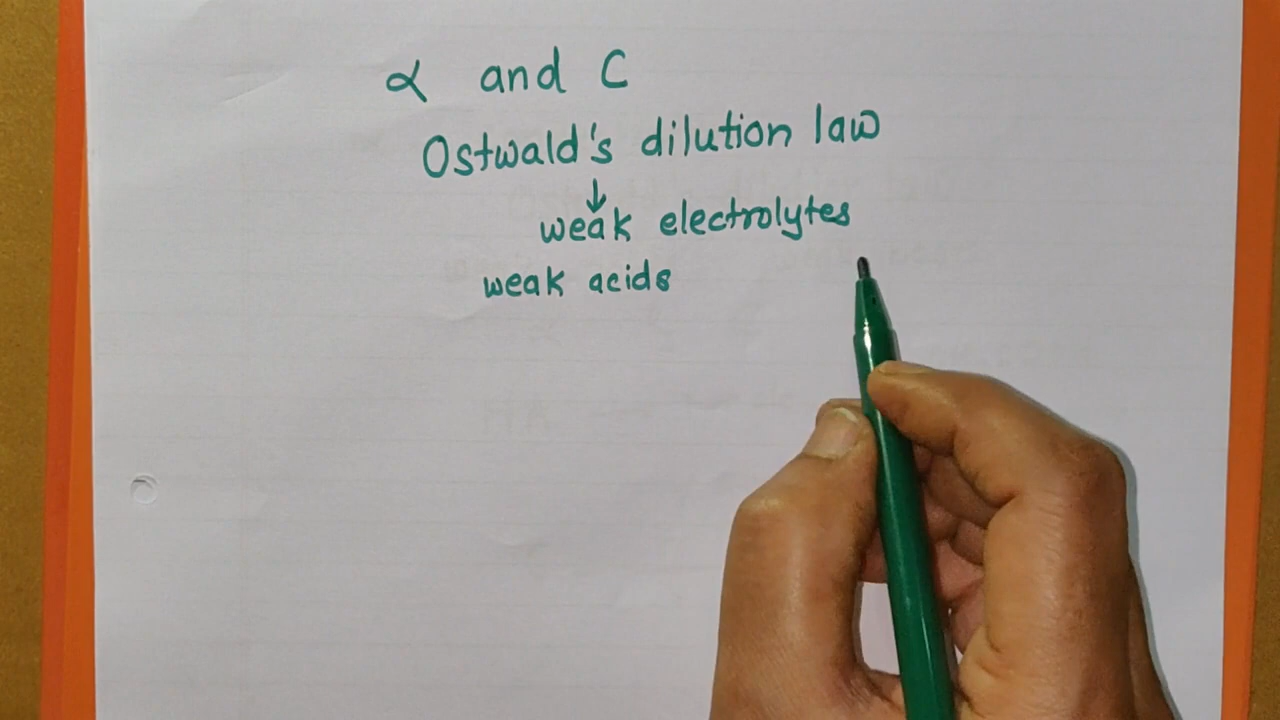 α and C
Ostwald's dilution law
↓
weak electrolytes
weak acids